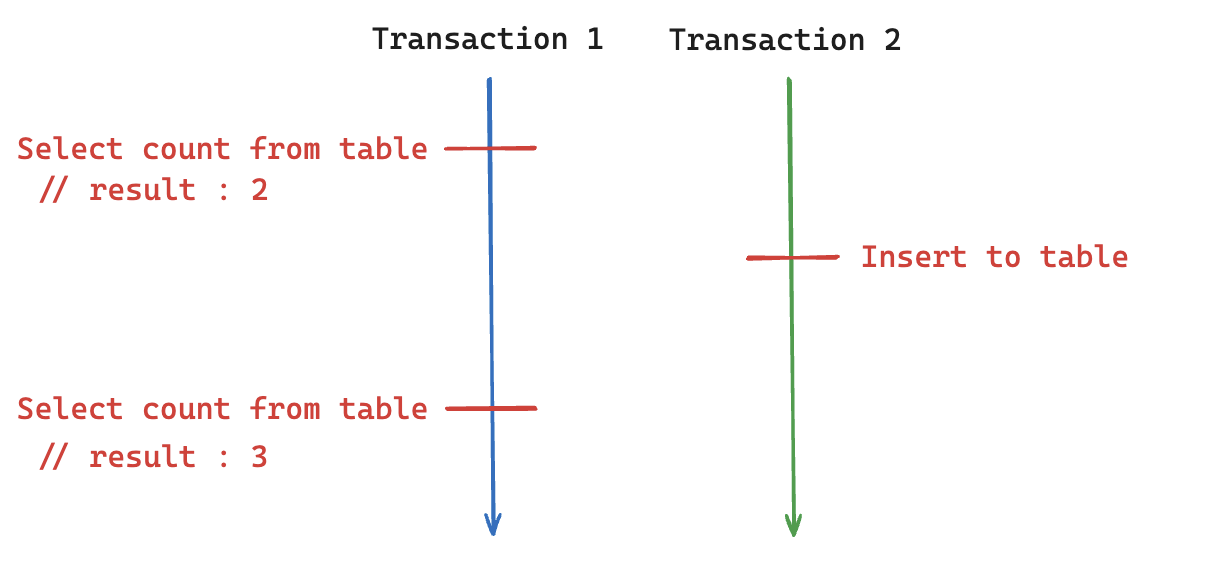 Transaction 1
Transaction 2
Select count from table
// result : 2
Insert to table
Select count from table
// result : 3